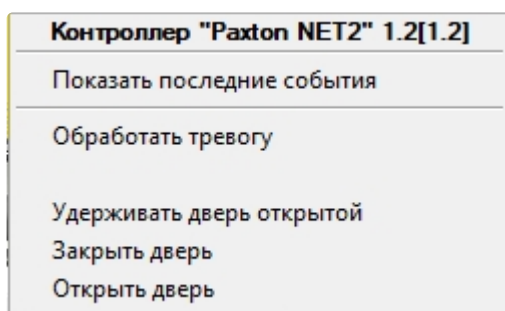 Контроллер "Paxton NET2" 1.2[1.2]
Показать последние события
Обработать тревогу
Удерживать дверь открытой
Закрыть дверь
Открыть дверь